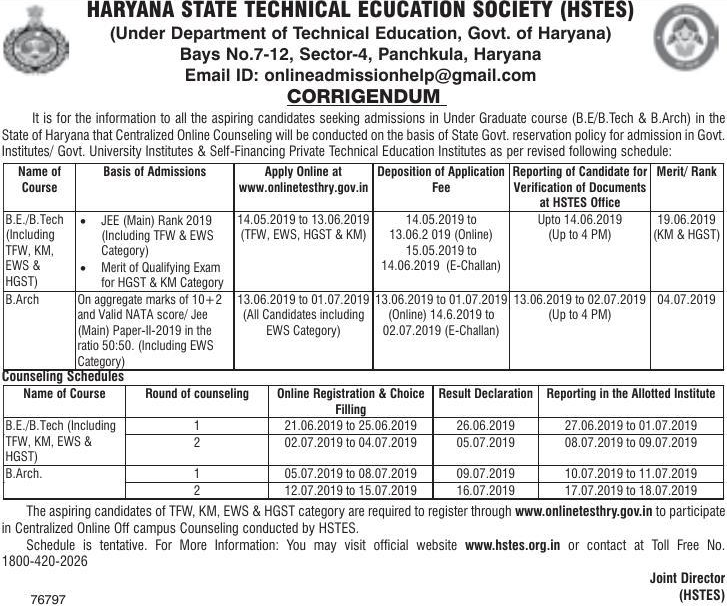 HARYANA STATE TECHNICAL ECUCATION SOCIETY (HSTES)
(Under Department of Technical Education, Govt. of Haryana)
Bays No.7-12, Sector-4, Panchkula, Haryana
Email ID: onlineadmissionhelp@gmail.com
CORRIGENDUM
It is for the information to all the aspiring candidates seeking admissions in Under Graduate course (B.E/B.Tech & B.Arch) in the
State of Haryana that Centralized Online Counseling will be conducted on the basis of State Govt. reservation policy for admission in Govt.
Institutes/ Govt. University Institutes & Self-Financing Private Technical Education Institutes as per revised following schedule:
Name of Course
Basis of Admissions
Apply Online at
www.onlinetesthry.gov.in
Deposition of Application
Fee
Reporting of Candidate for
Verification of Documents
at HSTES Office
Merit/ Rank
B.E./B.Tech
(Including
TFW, KM,
EWS &
HGST)
• JEE (Main) Rank 2019
(Including TFW & EWS
Category)
• Merit of Qualifying Exam
for HGST & KM Category
14.05.2019 to 13.06.2019
(TFW, EWS, HGST & KM)
14.05.2019 to
13.06.2 019 (Online)
15.05.2019 to
14.06.2019 (E-Challan)
Upto 14.06.2019
(Up to 4 PM)
19.06.2019
(KM & HGST)
B.Arch
On aggregate marks of 10+2
and Valid NATA score/ Jee
(Main) Paper-II-2019 in the
ratio 50:50. (Including EWS
Category)
13.06.2019 to 01.07.2019
(All Candidates including
EWS Category)
13.06.2019 to 01.07.2019
(Online) 14.6.2019 to
02.07.2019 (E-Challan)
13.06.2019 to 02.07.2019
(Up to 4 PM)
04.07.2019
Counseling Schedules
Name of Course
Round of counseling
Online Registration & Choice
Filling
Result Declaration
Reporting in the Allotted Institute
B.E./B.Tech (Including
TFW, KM, EWS &
HGST)
1 21.06.2019 to 25.06.2019 26.06.2019 27.06.2019 to 01.07.2019
2 02.07.2019 to 04.07.2019 05.07.2019 08.07.2019 to 09.07.2019
B.Arch.
1 05.07.2019 to 08.07.2019 09.07.2019 10.07.2019 to 11.07.2019
2 12.07.2019 to 15.07.2019 16.07.2019 17.07.2019 to 18.07.2019
The aspiring candidates of TFW, KM, EWS & HGST category are required to register through www.onlinetesthry.gov.in to participate
in Centralized Online Off campus Counseling conducted by HSTES.
Schedule is tentative. For More Information: You may visit official website www.hstes.org.in or contact at Toll Free No.
1800-420-2026
Joint Director
(HSTES)
76797